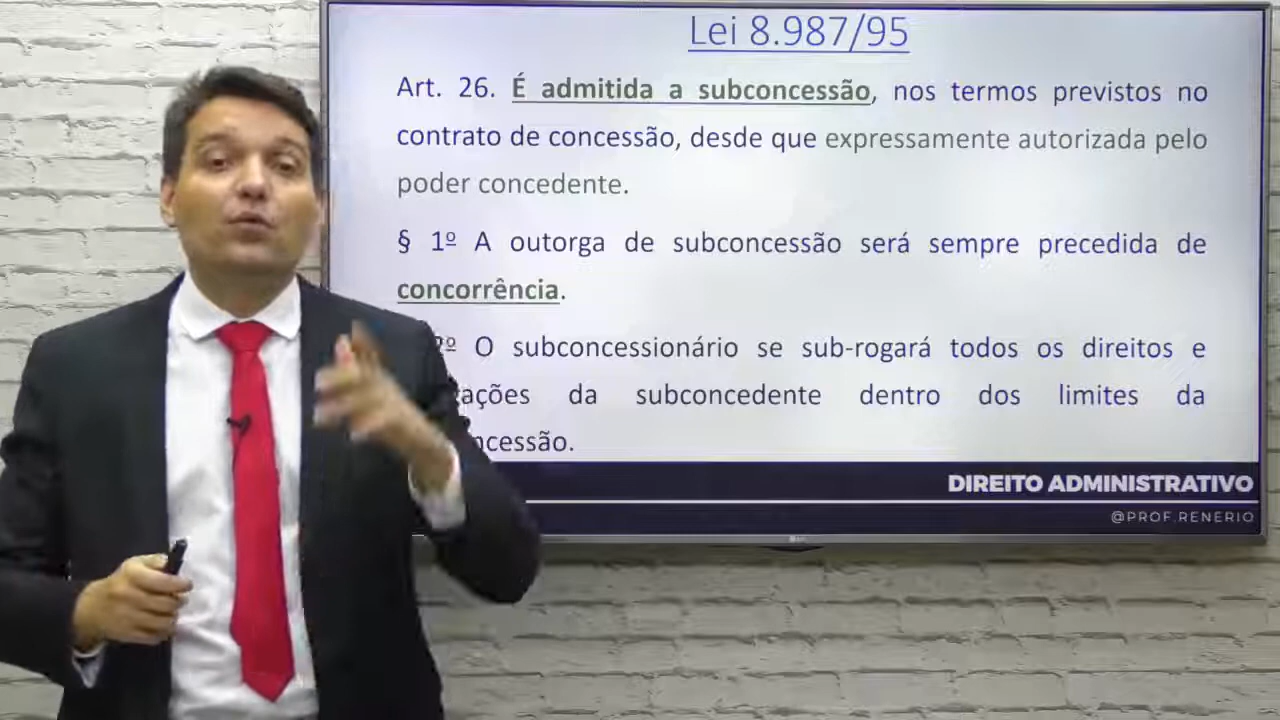 Lei 8.987/95
Art. 26. É admitida a subconcessão, nos termos previstos no
contrato de concessão, desde que expressamente autorizada pelo
poder concedente.
§ 1º A outorga de subconcessão será sempre precedida de
concorrência.
O subconcessionário se sub-rogará todos os direitos e
da subconcedente dentro dos limites da
DIREITO ADMINISTRATIVO
@PROF.RENERIO